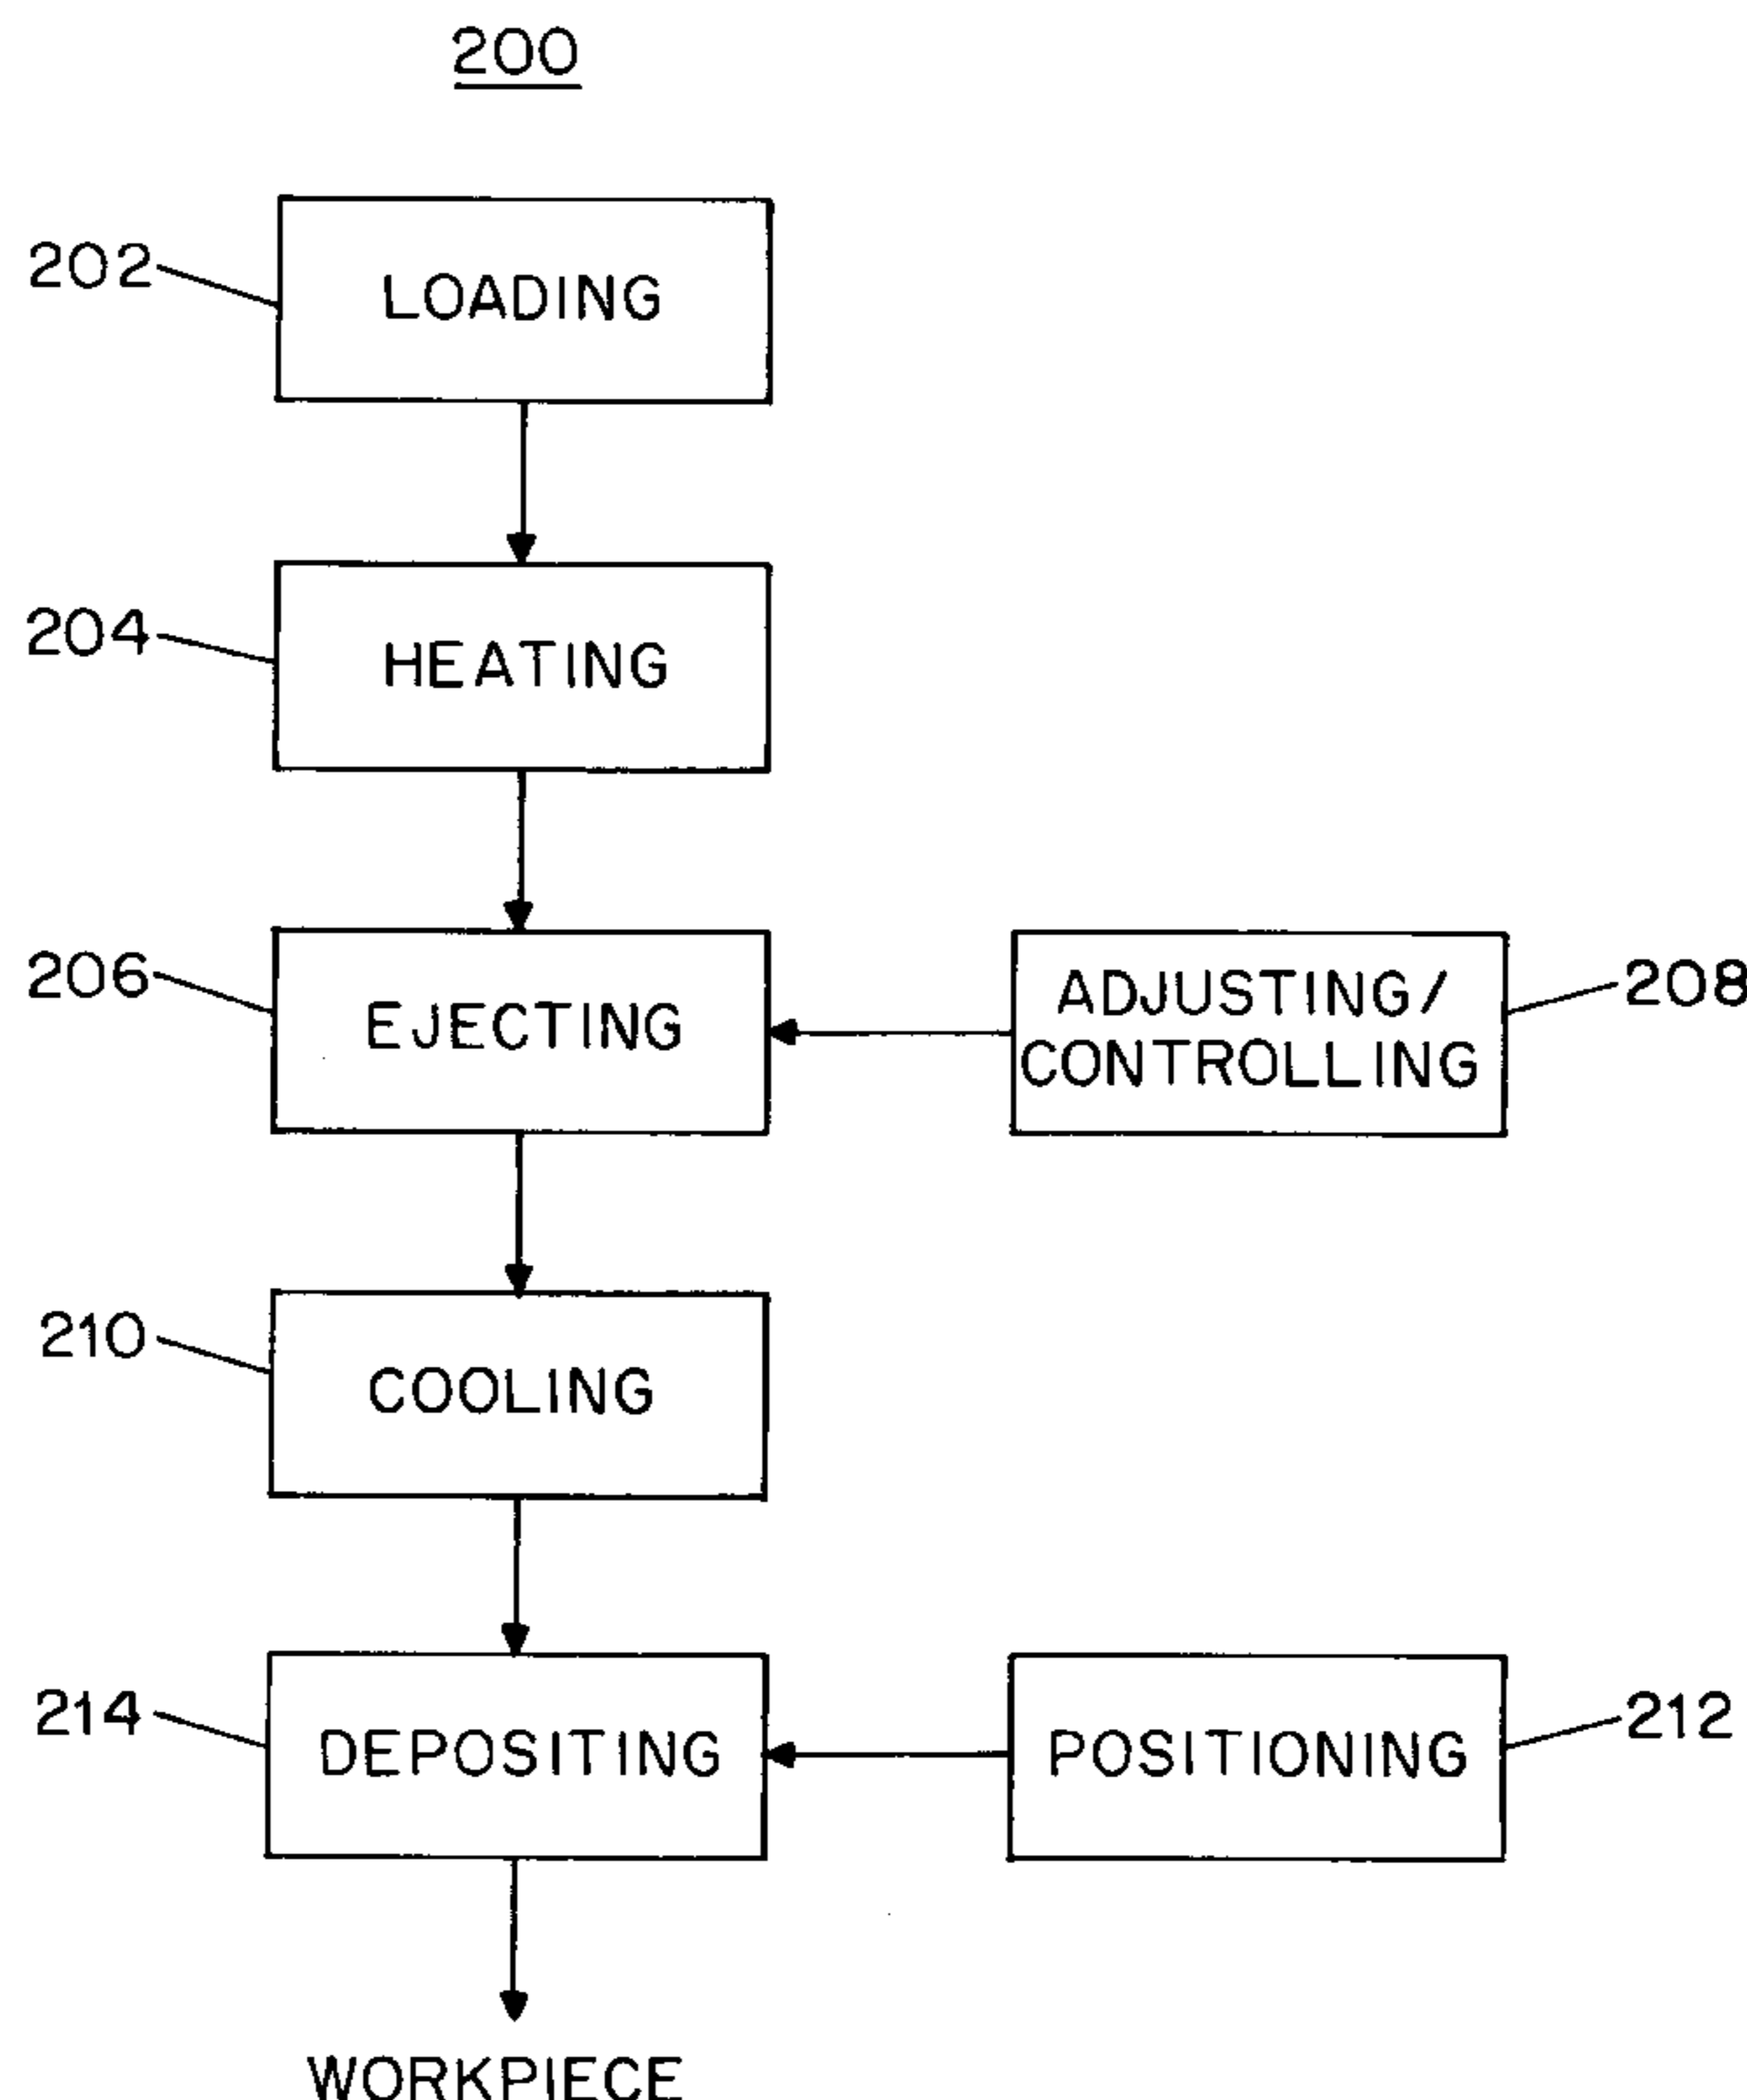 200
202
LOADING
204
HEATING
206
EJECTING
ADJUSTING/
CONTROLLING
208
210
COOLING
214
DEPOSITING
POSITIONING
212
WORKPIECE